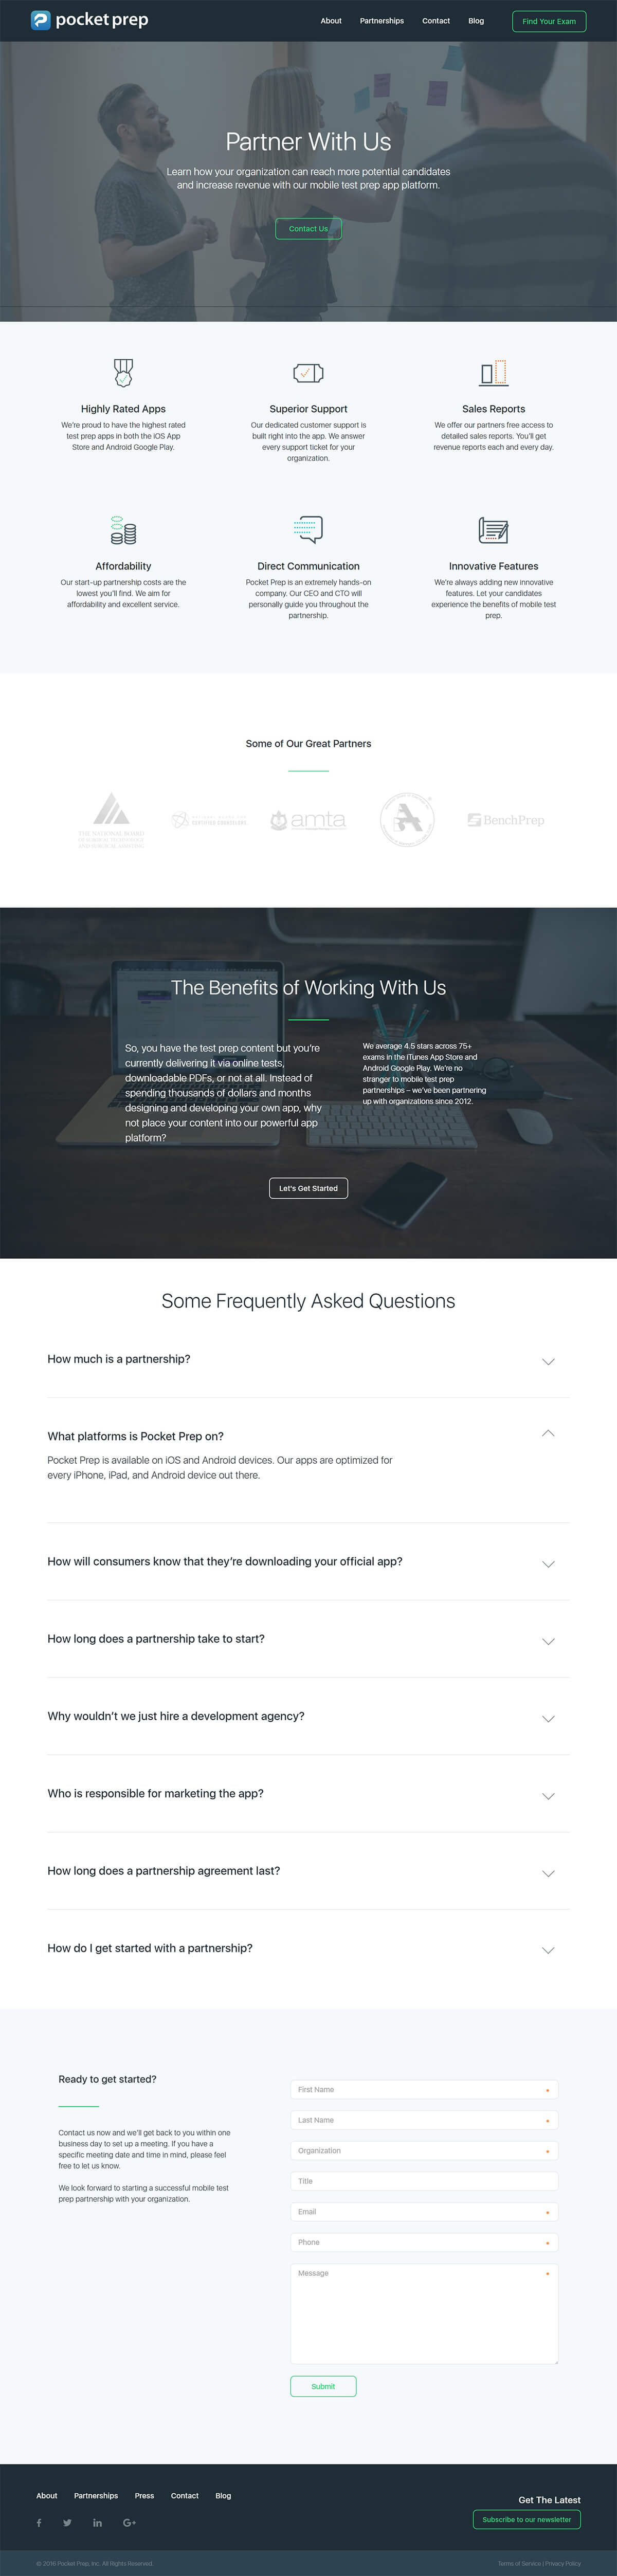 pocket prep
About Partnerships Contact Blog Find Your Exam
Partner With Us
Learn how your organization can reach more potential candidates
and increase revenue with our mobile test prep app platform.
Contact Us
Highly Rated Apps
We're proud to have the highest rated
test prep apps in both the iOS App
Store and Android Google Play.
Superior Support
Our dedicated customer support is
built right into the app. We answer
every support ticket for your
organization.
Sales Reports
We offer our partners free access to
detailed sales reports. You'll get
revenue reports each and every day.
Affordability
Our start-up partnership costs are the
lowest you'll find. We aim for
affordability and excellent service.
Direct Communication
Pocket Prep is an extremely hands-on
company. Our CEO and CTO will
personally guide you throughout the
partnership.
Innovative Features
We're always adding new innovative
features. Let your candidates
experience the benefits of mobile test
prep.
Some of Our Great Partners
THE NATIONAL BOARD
OF SURGICAL TECHNOLOGY
AND SURGICAL ASSISTING
CERTIFIED COUNSELORS
amta
BenchPrep
The Benefits of Working With Us
So, you have the test prep content but you're
currently delivering it via online tests,
downloadable PDFs, or not at all. Instead of
spending thousands of dollars and months
designing and developing your own app, why
not place your content into our powerful app
platform?
We average 4.5 stars across 75+
exams in the iTunes App Store and
Android Google Play. We're no
stranger to mobile test prep
partnerships – we've been partnering
up with organizations since 2012.
Let's Get Started
Some Frequently Asked Questions
How much is a partnership?
What platforms is Pocket Prep on?
Pocket Prep is available on iOS and Android devices. Our apps are optimized for
every iPhone, iPad, and Android device out there.
How will consumers know that they're downloading your official app?
How long does a partnership take to start?
Why wouldn't we just hire a development agency?
Who is responsible for marketing the app?
How long does a partnership agreement last?
How do I get started with a partnership?
Ready to get started?
Contact us now and we'll get back to you within one
business day to set up a meeting. If you have a
specific meeting date and time in mind, please feel
free to let us know.
We look forward to starting a successful mobile test
prep partnership with your organization.
First Name *
Last Name *
Organization *
Title
Email *
Phone *
Message *
Submit
About Partnerships Press Contact Blog
Get The Latest
Subscribe to our newsletter
© 2016 Pocket Prep, Inc. All Rights Reserved.
Terms of Service | Privacy Policy